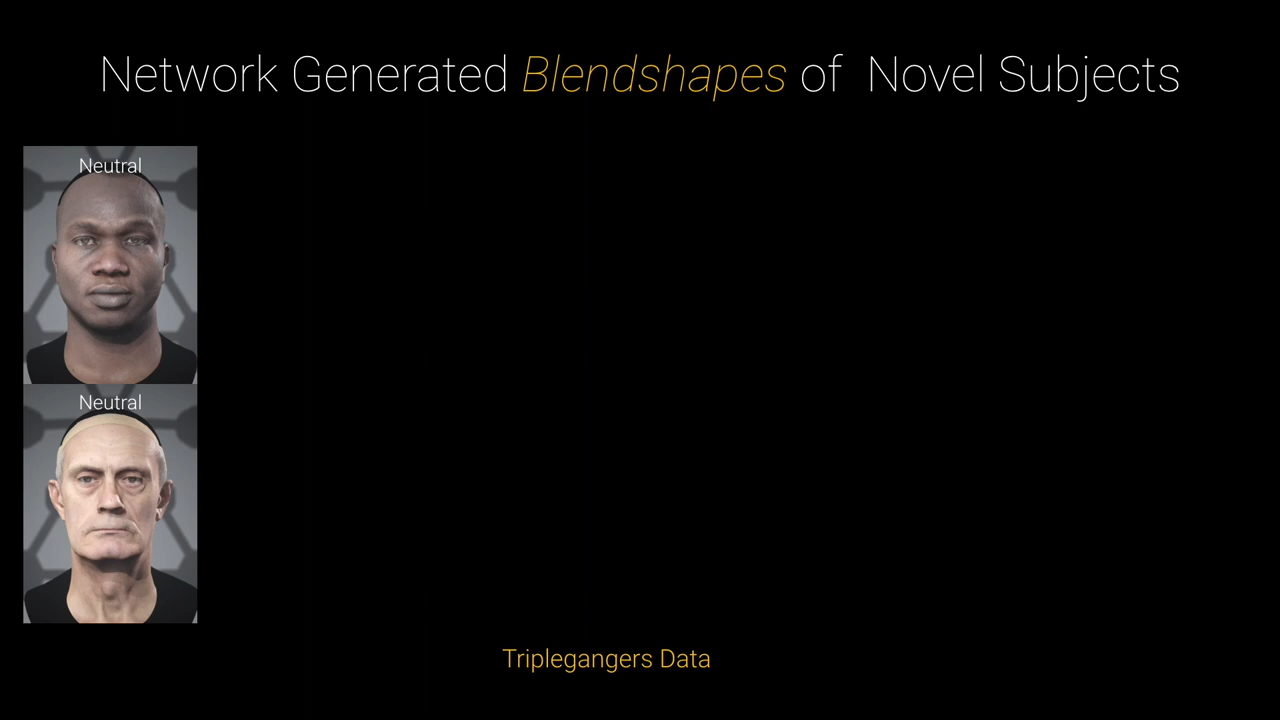 Network Generated Blendshapes of Novel Subjects
Neutral
Neutral
Triplegangers Data